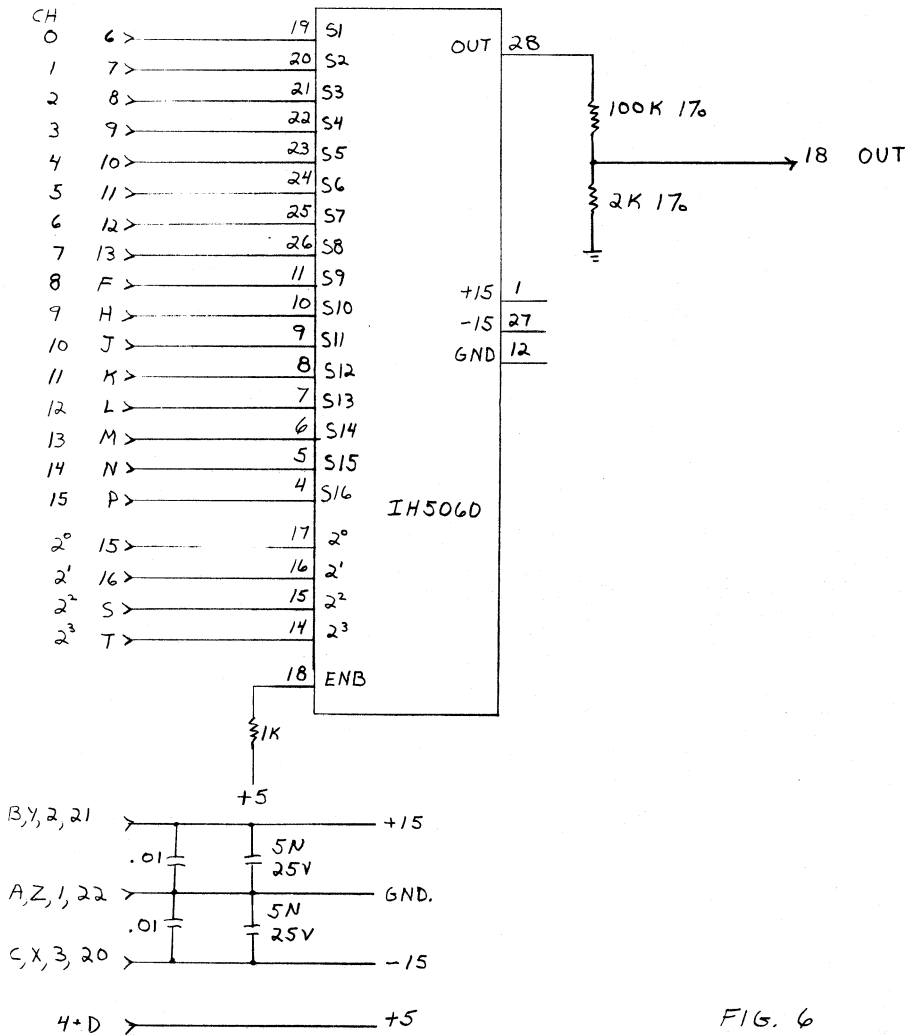 CH
0 6 19 S1
OUT 28
1 7 20 S2
2 8 21 S3
100K 1%
3 9 22 S4
4 10 23 S5
18 OUT
5 11 24 S6
2K 1%
6 12 25 S7
7 13 26 S8
8 F 11 S9
+15 1
9 H 10 S10
-15 27
10 J 9 S11
GND 12
11 K 8 S12
12 L 7 S13
13 M 6 S14
14 N 5 S15
15 P 4 S16
IH5060
2⁰ 15 17 2⁰
2¹ 16 16 2¹
2² S 15 2²
2³ T 14 2³
18 ENB
1K
+5
B,Y,2,21 +15
.01 5N
25V
A,Z,1,22 GND.
.01 5N
25V
C,X,3,20 -15
4+D +5
FIG. 6